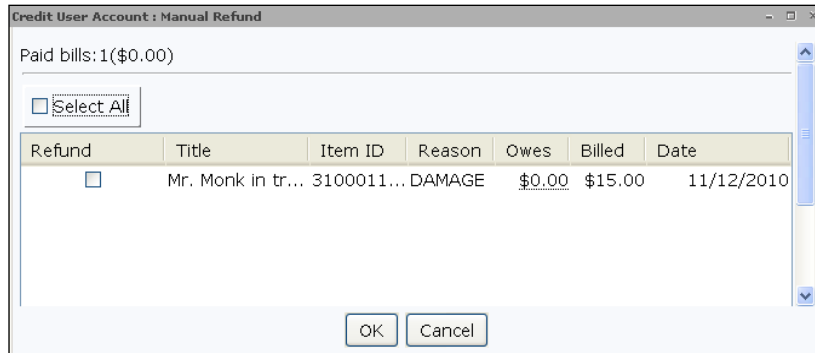 Credit User Account : Manual Refund
Paid bills:1($0.00)
Select All
Refund Title Item ID Reason Owes Billed Date
Mr. Monk in tr... 3100011... DAMAGE $0.00 $15.00 11/12/2010
OK Cancel